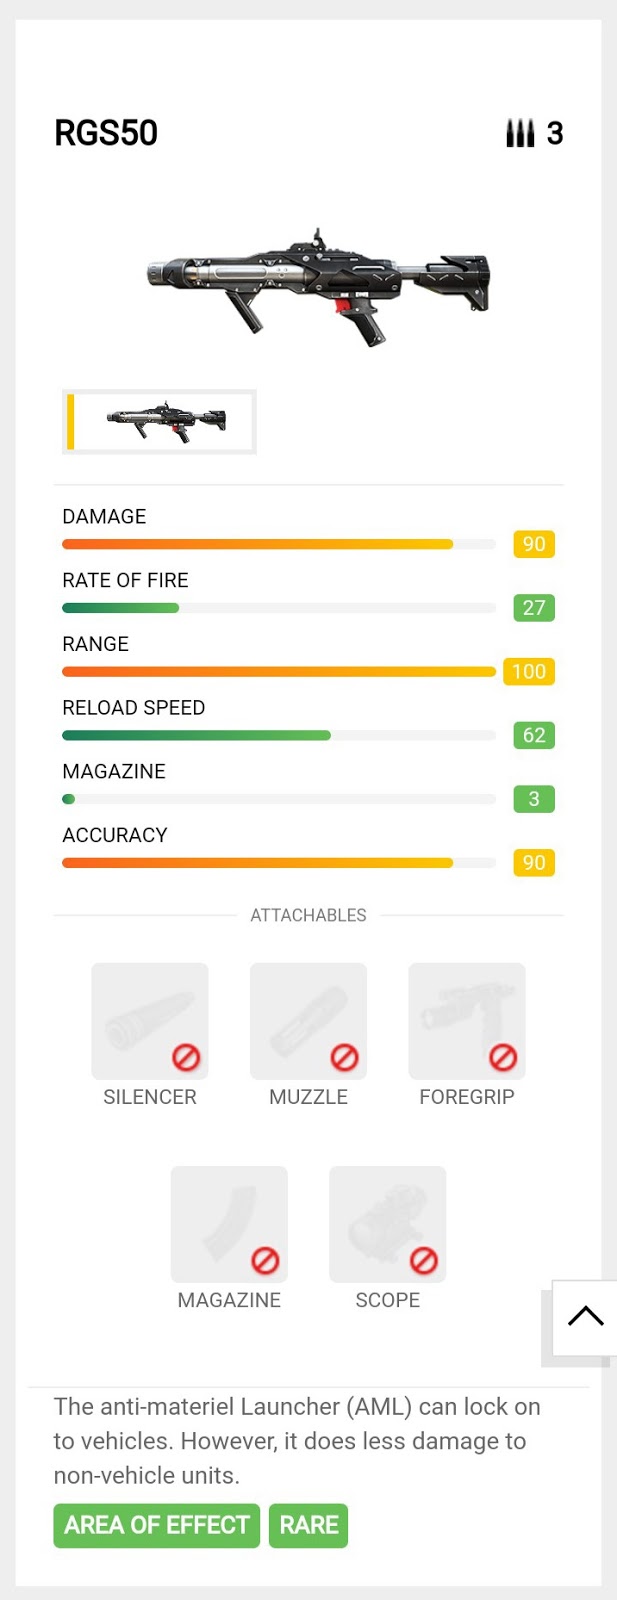 RGS50
3
DAMAGE
90
RATE OF FIRE
27
RANGE
100
RELOAD SPEED
62
MAGAZINE
3
ACCURACY
90
ATTACHABLES
SILENCER
MUZZLE
FOREGRIP
MAGAZINE
SCOPE
The anti-materiel Launcher (AML) can lock on
to vehicles. However, it does less damage to
non-vehicle units.
AREA OF EFFECT
RARE